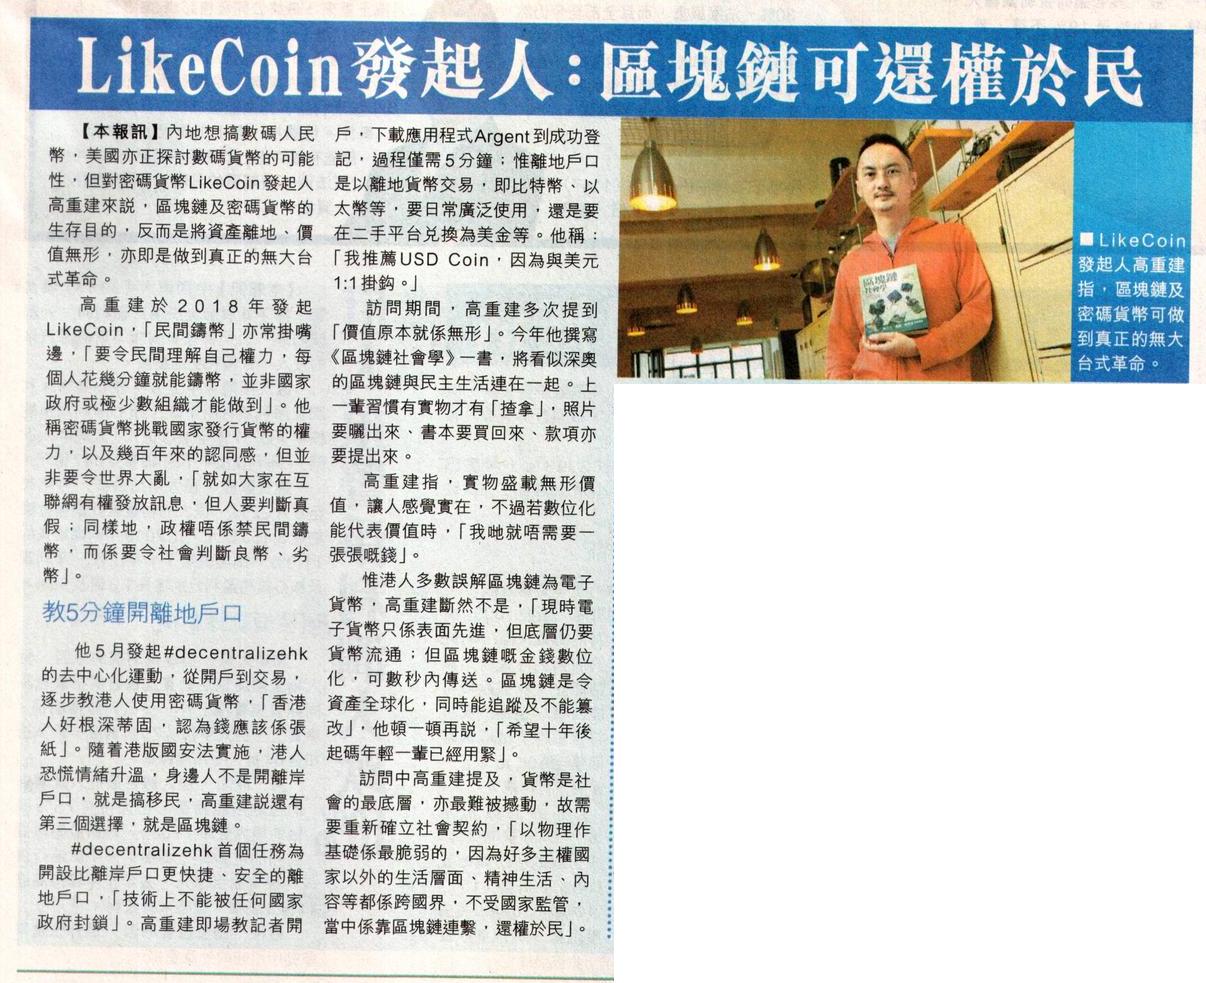 LikeCoin發起人：區塊鏈可還權於民
【本報訊】內地想搞數碼人民
幣，美國亦正探討數碼貨幣的可能
性，但對密碼貨幣LikeCoin發起人
高重建來説，區塊鏈及密碼貨幣的
生存目的，反而是將資產離地、價
值無形，亦即是做到真正的無大台
式革命。
高重建於2018年發起
LikeCoin，「民間鑄幣」亦常掛嘴
邊，「要令民間理解自己權力，每
個人花幾分鐘就能鑄幣，並非國家
政府或極少數組織才能做到」。他
稱密碼貨幣挑戰國家發行貨幣的權
力，以及幾百年來的認同感，但並
非要令世界大亂，「就如大家在互
聯網有權發放訊息，但人要判斷真
假；同樣地，政權唔係禁民間鑄
幣，而係要令社會判斷良幣、劣
幣」。
教5分鐘開離地戶口
他5月發起#decentralizehk
的去中心化運動，從開戶到交易，
逐步教港人使用密碼貨幣，「香港
人好根深蒂固，認為錢應該係張
紙」。隨着港版國安法實施，港人
恐慌情緒升溫，身邊人不是開離岸
戶口，就是搞移民，高重建説還有
第三個選擇，就是區塊鏈。
#decentralizehk首個任務為
開設比離岸戶口更快捷、安全的離
地戶口，「技術上不能被任何國家
政府封鎖」。高重建即場教記者開
戶，下載應用程式Argent到成功登
記，過程僅需5分鐘；惟離地戶口
是以離地貨幣交易，即比特幣、以
太幣等，要日常廣泛使用，還是要
在二手平台兌換為美金等。他稱：
「我推薦USD Coin，因為與美元
1:1掛鈎。」
訪問期間，高重建多次提到
「價值原本就係無形」。今年他撰寫
《區塊鏈社會學》一書，將看似深奧
的區塊鏈與民主生活連在一起。上
一輩習慣有實物才有「揸拿」，照片
要曬出來、書本要買回來、款項亦
要提出來。
高重建指，實物盛載無形價
值，讓人感覺實在，不過若數位化
能代表價值時，「我哋就唔需要一
張張嘅錢」。
惟港人多數誤解區塊鏈為電子
貨幣，高重建斷然不是，「現時電
子貨幣只係表面先進，但底層仍要
貨幣流通；但區塊鏈嘅金錢數位
化，可數秒內傳送。區塊鏈是令
資產全球化，同時能追蹤及不能篡
改」，他頓一頓再説，「希望十年後
起碼年輕一輩已經用緊」。
訪問中高重建提及，貨幣是社
會的最底層，亦最難被撼動，故需
要重新確立社會契約，「以物理作
基礎係最脆弱的，因為好多主權國
家以外的生活層面、精神生活、內
容等都係跨國界，不受國家監管，
當中係靠區塊鏈連繫，還權於民」。
區塊鏈
社會學
■LikeCoin
發起人高重建
指，區塊鏈及
密碼貨幣可做
到真正的無大
台式革命。